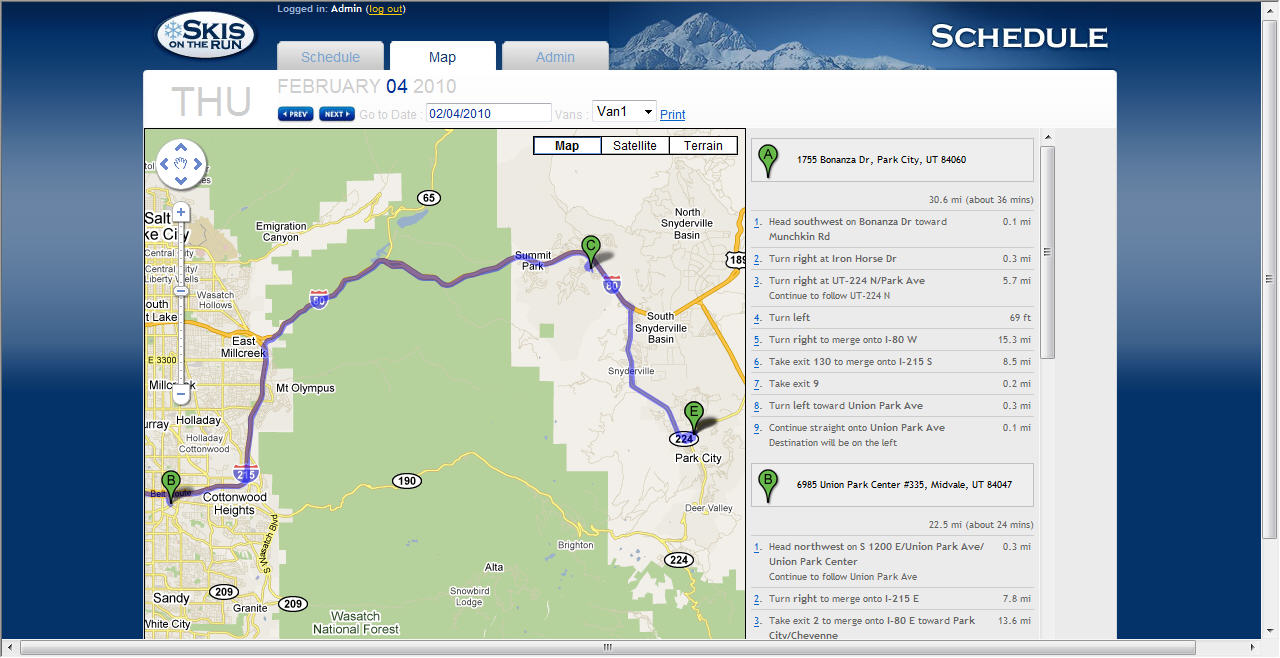 Logged in: Admin (log out)
SKIS
ON THE RUN
SCHEDULE
Schedule
Map
Admin
THU
FEBRUARY 04 2010
PREV
NEXT
Go to Date :
02/04/2010
Vans :
Van1
Print
Map
Satellite
Terrain
65
Emigration
Canyon
North
Snyderville
Basin
Salt
ke City
Central City
Central City/
Liberty Wells
Wasatch
Hollows
outh
t Lake
Summit
Park
C
189
80
80
East
Millcreek
E 3300
South
Snyderville
Basin
Snyderville
Mt Olympus
Millcreek
Holladay
urray
Holladay
Cottonwood
E
224
Park City
215
B
Belt Route
Cottonwood
Heights
190
Deer Valley
S Wasatch Blvd
Brighton
224
Alta
Snowbird
Lodge
209
Sandy
Granite
209
White City
Wasatch
National Forest
A
1755 Bonanza Dr, Park City, UT 84060
30.6 mi (about 36 mins)
1. Head southwest on Bonanza Dr toward 0.1 mi
Munchkin Rd
2. Turn right at Iron Horse Dr 0.3 mi
3. Turn right at UT-224 N/Park Ave 5.7 mi
Continue to follow UT-224 N
4. Turn left 69 ft
5. Turn right to merge onto I-80 W 15.3 mi
6. Take exit 130 to merge onto I-215 S 8.5 mi
7. Take exit 9 0.2 mi
8. Turn left toward Union Park Ave 0.3 mi
9. Continue straight onto Union Park Ave 0.1 mi
Destination will be on the left
B
6985 Union Park Center #335, Midvale, UT 84047
22.5 mi (about 24 mins)
1. Head northwest on S 1200 E/Union Park Ave/ 0.3 mi
Union Park Center
Continue to follow Union Park Ave
2. Turn right to merge onto I-215 E 7.8 mi
3. Take exit 2 to merge onto I-80 E toward Park 13.6 mi
City/Cheyenne